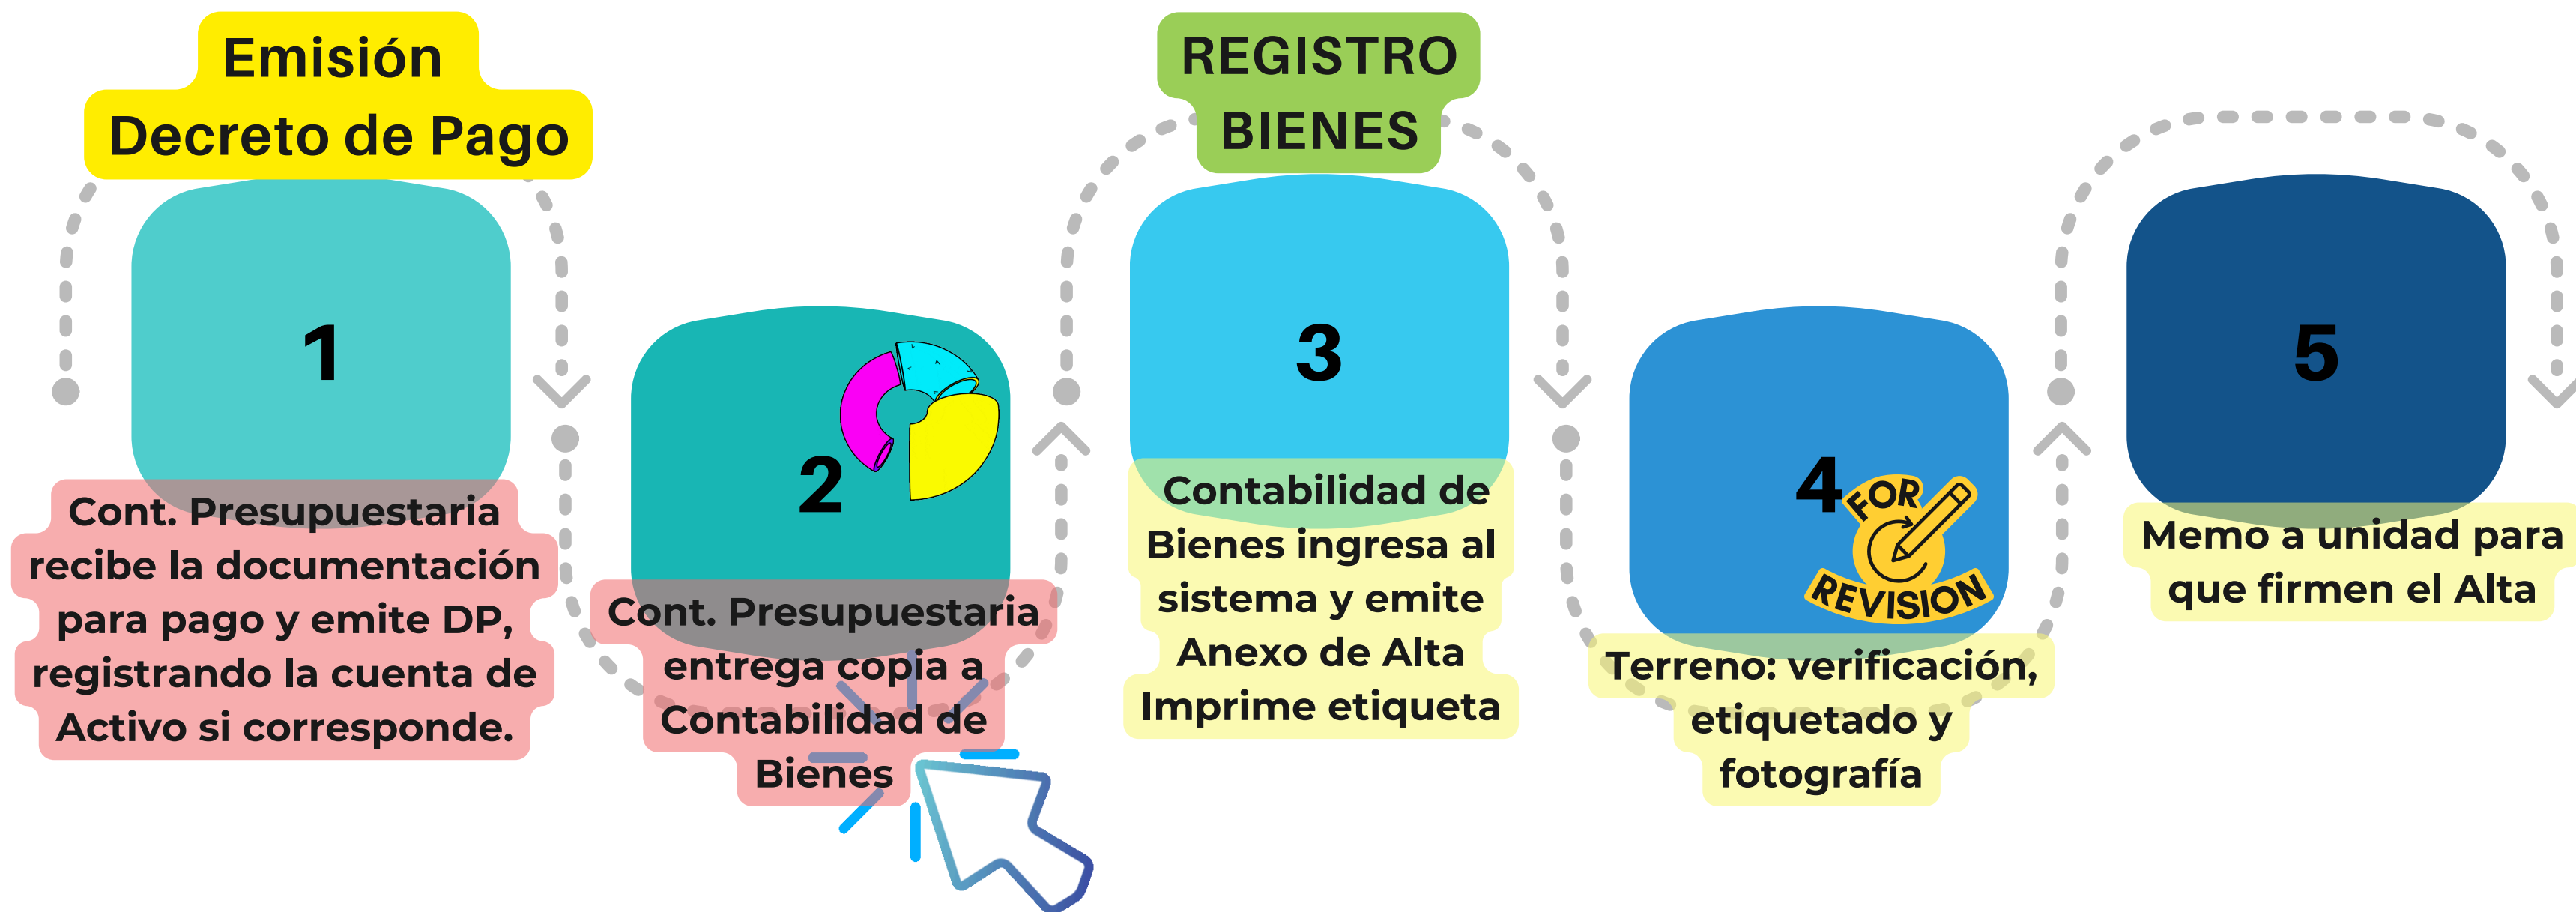 Emisión
Decreto de Pago
1
Cont. Presupuestaria
recibe la documentación
para pago y emite DP,
registrando la cuenta de
Activo si corresponde.
2
Cont. Presupuestaria
entrega copia a
Contabilidad de
Bienes
REGISTRO
BIENES
3
Contabilidad de
Bienes ingresa al
sistema y emite
Anexo de Alta
Imprime etiqueta
4
FOR
REVISION
Terreno: verificación,
etiquetado y
fotografía
5
Memo a unidad para
que firmen el Alta